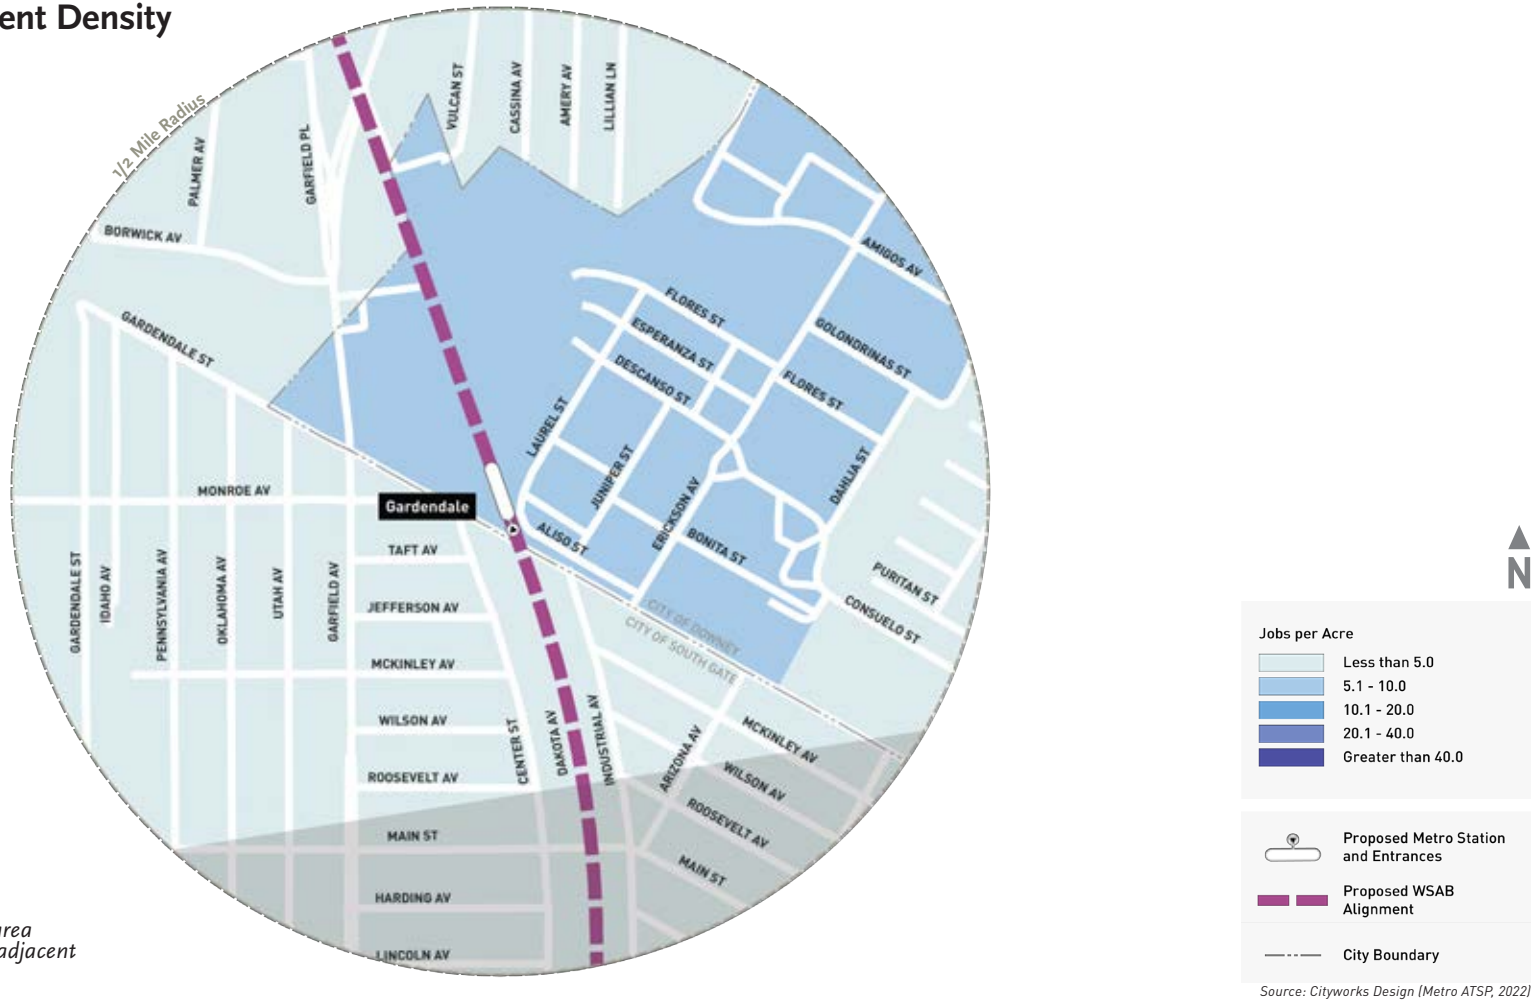 ent Density
1/2 Mile Radius
PALMER AV
GARFIELD PL
VULCAN ST
CASSINA AV
AMERY AV
LILLIAN LN
BORWICK AV
GARDENDALE ST
AMIGOS AV
FLORES ST
ESPERANZA ST
DESCANSO ST
GOLONDRINAS ST
FLORES ST
LAUREL ST
JUNIPER ST
ERICKSON AV
DAHLIA ST
MONROE AV
Gardendale
ALISO ST
BONITA ST
PURITAN ST
CONSUELO ST
CITY OF DOWNEY
CITY OF SOUTH GATE
GARDENDALE ST
IDAHO AV
PENNSYLVANIA AV
OKLAHOMA AV
UTAH AV
GARFIELD AV
TAFT AV
JEFFERSON AV
MCKINLEY AV
WILSON AV
ROOSEVELT AV
MAIN ST
HARDING AV
LINCOLN AV
CENTER ST
DAKOTA AV
INDUSTRIAL AV
ARIZONA AV
MCKINLEY AV
WILSON AV
ROOSEVELT AV
MAIN ST
rea
adjacent
N
Jobs per Acre
Less than 5.0
5.1 - 10.0
10.1 - 20.0
20.1 - 40.0
Greater than 40.0
Proposed Metro Station
and Entrances
Proposed WSAB
Alignment
City Boundary
Source: Cityworks Design (Metro ATSP, 2022)